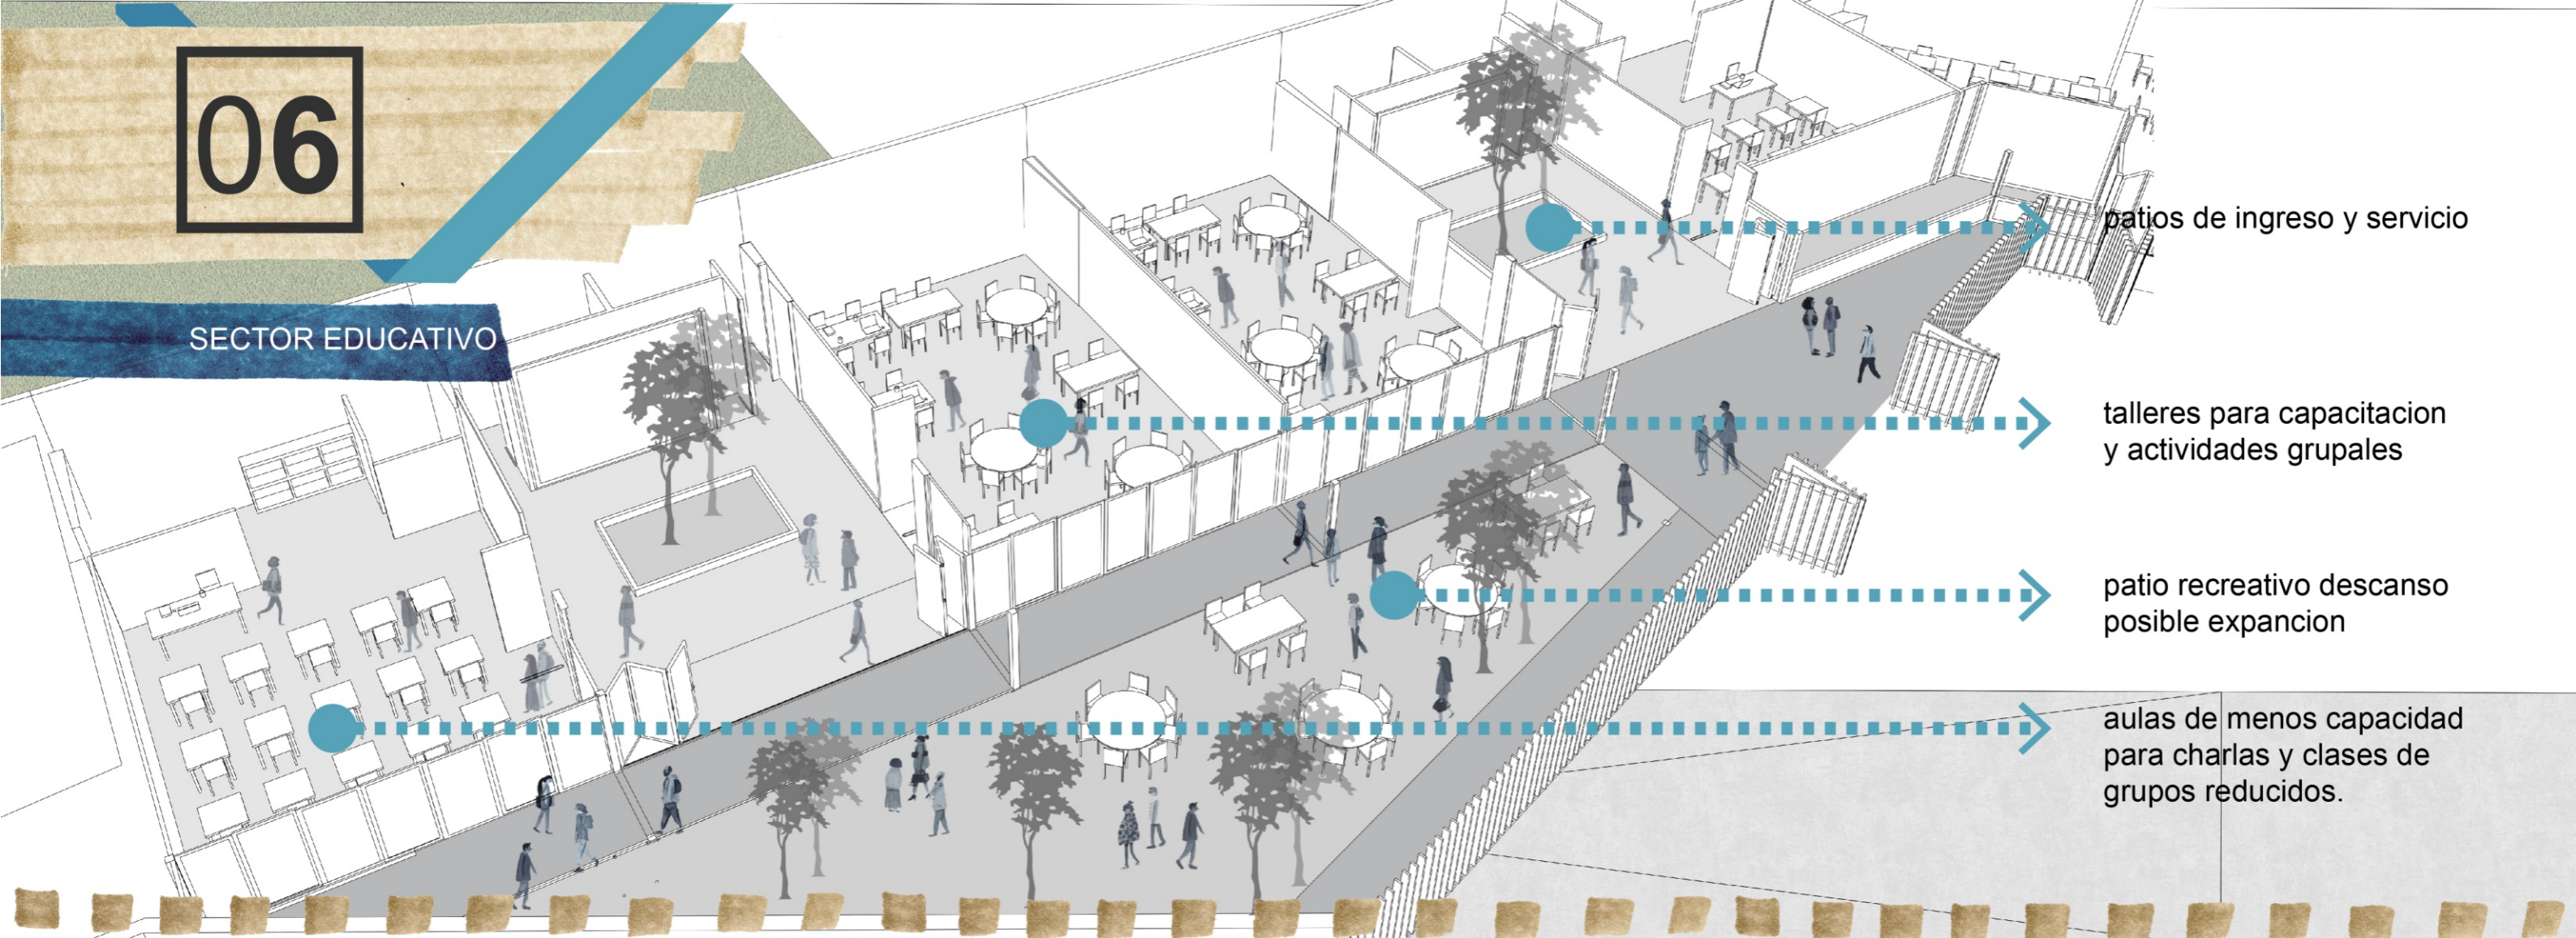 06
SECTOR EDUCATIVO
patios de ingreso y servicio
talleres para capacitacion
y actividades grupales
patio recreativo descanso
posible expancion
aulas de menos capacidad
para charlas y clases de
grupos reducidos.